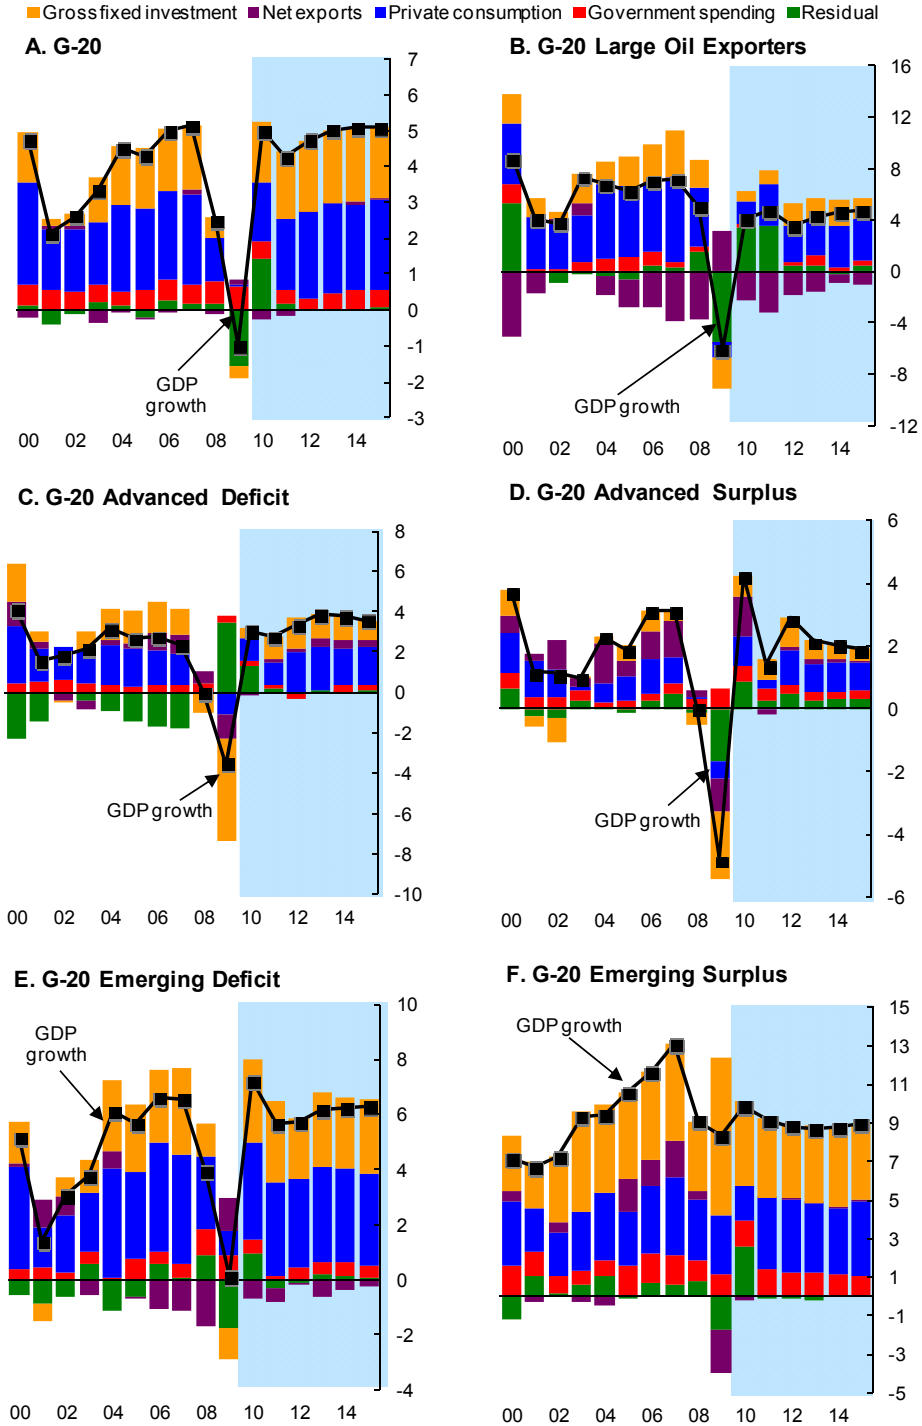 Gross fixed investment Net exports Private consumption Government spending Residual
A. G-20
7
6
5
4
3
2
1
0
-1
-2
-3
GDP
growth
00 02 04 06 08 10 12 14
B. G-20 Large Oil Exporters
16
12
8
4
0
-4
-8
-12
GDP growth
00 02 04 06 08 10 12 14
C. G-20 Advanced Deficit
8
6
4
2
0
-2
-4
-6
-8
-10
GDP growth
00 02 04 06 08 10 12 14
D. G-20 Advanced Surplus
6
4
2
0
-2
-4
-6
GDP growth
00 02 04 06 08 10 12 14
E. G-20 Emerging Deficit
10
8
6
4
2
0
-2
-4
GDP
growth
00 02 04 06 08 10 12 14
F. G-20 Emerging Surplus
15
13
11
9
7
5
3
1
-1
-3
-5
GDP growth
00 02 04 06 08 10 12 14